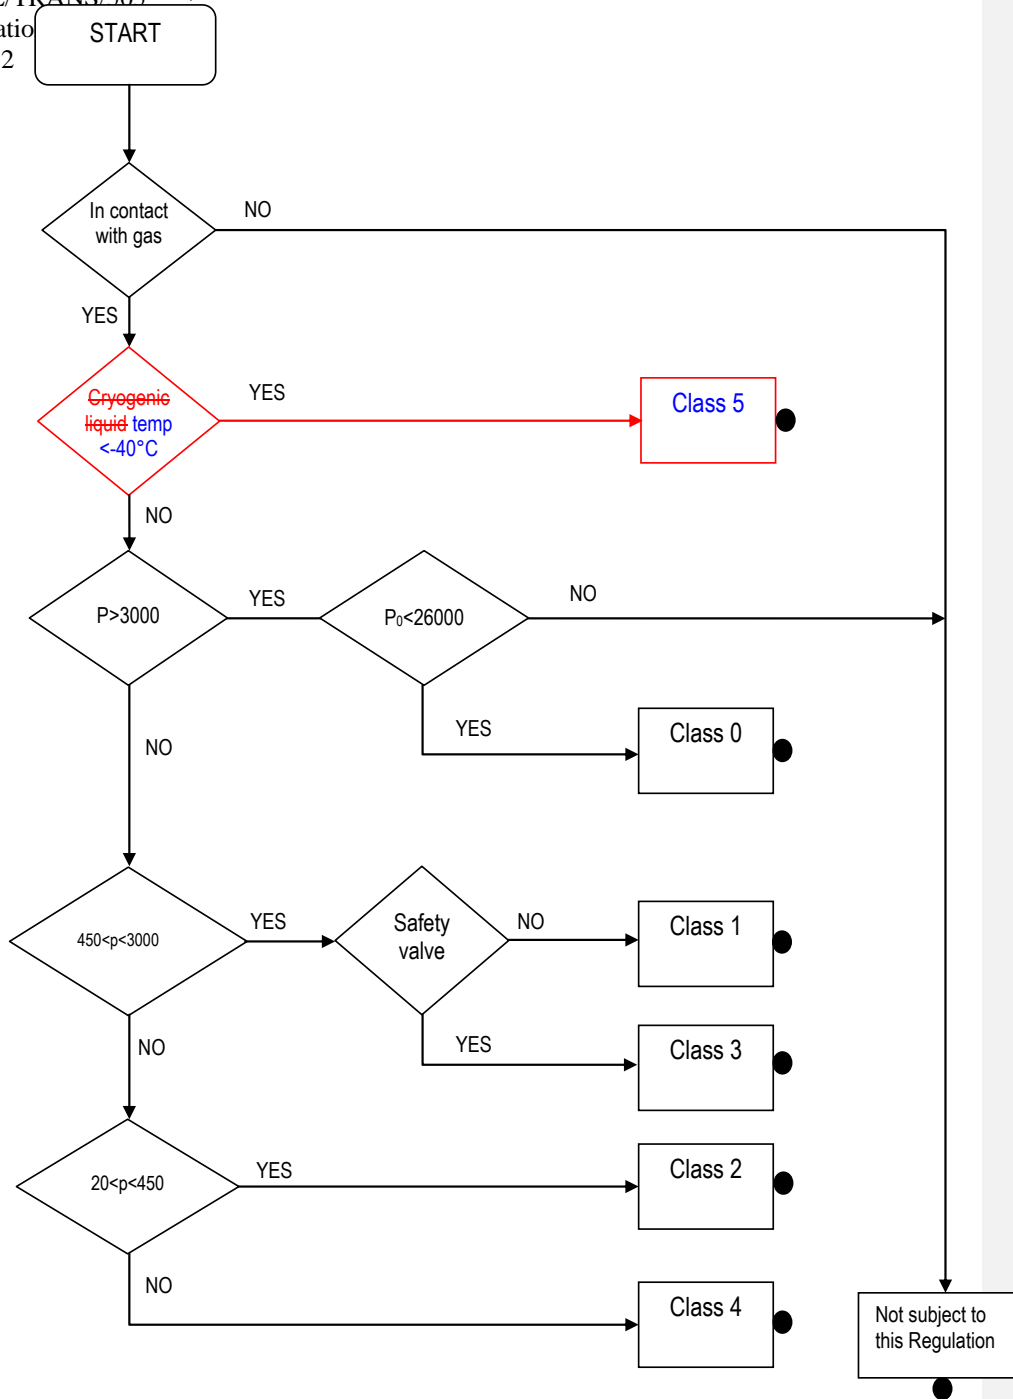 START
2
In contact
with gas
NO
YES
Cryogenic
liquid temp
<-40°C
YES
Class 5
NO
P>3000
YES
P₀<26000
NO
YES
Class 0
NO
450<p<3000
YES
Safety
valve
NO
Class 1
NO
YES
Class 3
20<p<450
YES
Class 2
NO
Class 4
Not subject to
this Regulation